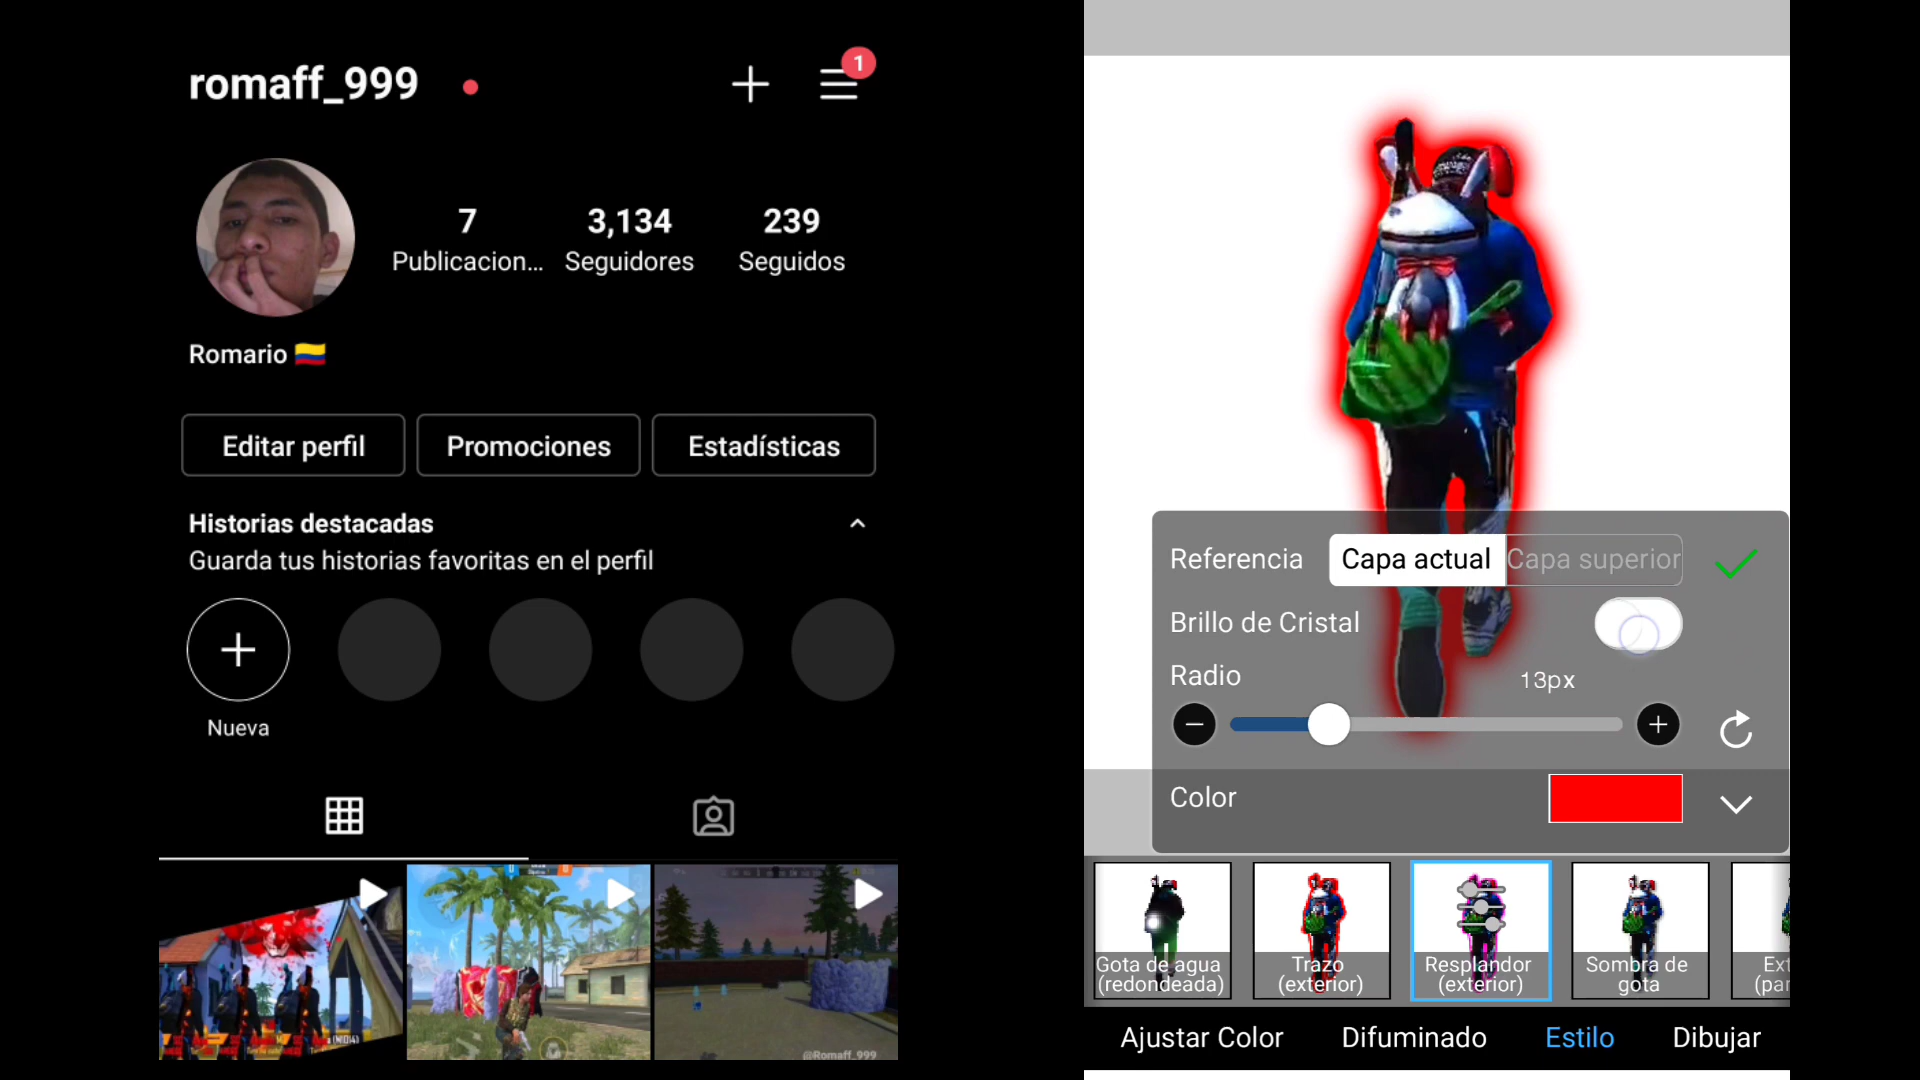 romaff_999
1
7
3,134
239
Publicacion...
Seguidores
Seguidos
Romario 🇨🇴
Editar perfil
Promociones
Estadísticas
Historias destacadas
Guarda tus historias favoritas en el perfil
Nueva
@Romaff_999
Referencia
Capa actual
Capa superior
Brillo de Cristal
Radio
13px
Color
Gota de agua
(redondeada)
Trazo
(exterior)
Resplandor
(exterior)
Sombra de
gota
Ext
(par
Ajustar Color
Difuminado
Estilo
Dibujar